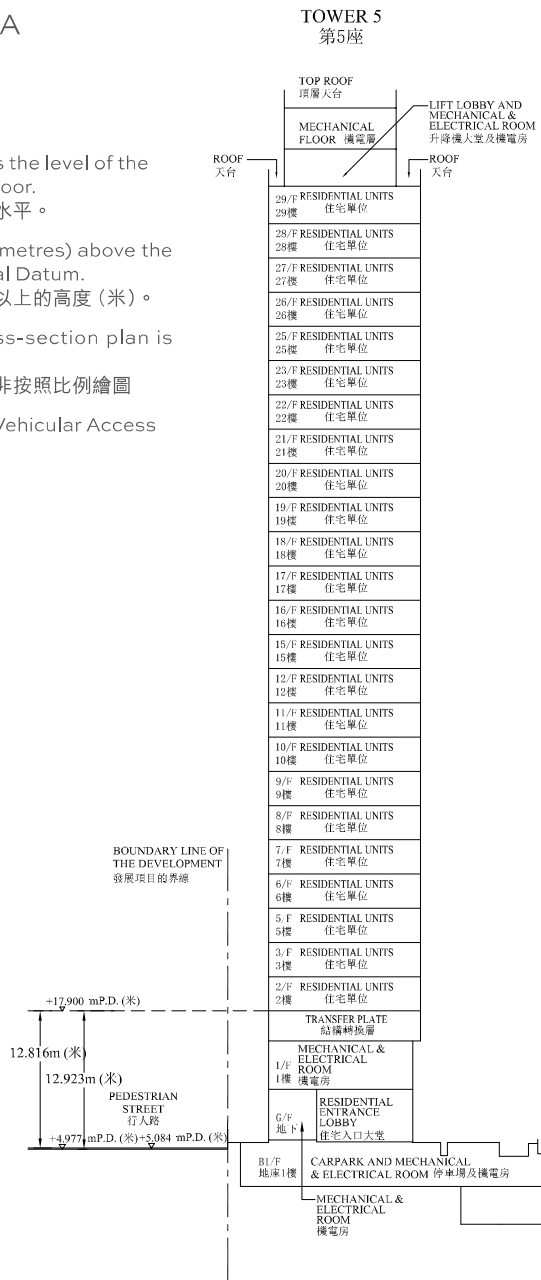 A
TOWER 5
第5座
s the level of the
oor.
水平。
metres) above the
al Datum.
以上的高度（米）。
ss-section plan is
非按照比例繪圖
Vehicular Access
TOP ROOF
頂層天台
MECHANICAL
FLOOR 機電層
LIFT LOBBY AND
MECHANICAL &
ELECTRICAL ROOM
升降機大堂及機電房
ROOF
天台
ROOF
天台
29/F RESIDENTIAL UNITS
29樓 住宅單位
28/F RESIDENTIAL UNITS
28樓 住宅單位
27/F RESIDENTIAL UNITS
27樓 住宅單位
26/F RESIDENTIAL UNITS
26樓 住宅單位
25/F RESIDENTIAL UNITS
25樓 住宅單位
23/F RESIDENTIAL UNITS
23樓 住宅單位
22/F RESIDENTIAL UNITS
22樓 住宅單位
21/F RESIDENTIAL UNITS
21樓 住宅單位
20/F RESIDENTIAL UNITS
20樓 住宅單位
19/F RESIDENTIAL UNITS
19樓 住宅單位
18/F RESIDENTIAL UNITS
18樓 住宅單位
17/F RESIDENTIAL UNITS
17樓 住宅單位
16/F RESIDENTIAL UNITS
16樓 住宅單位
15/F RESIDENTIAL UNITS
15樓 住宅單位
12/F RESIDENTIAL UNITS
12樓 住宅單位
11/F RESIDENTIAL UNITS
11樓 住宅單位
10/F RESIDENTIAL UNITS
10樓 住宅單位
9/F RESIDENTIAL UNITS
9樓 住宅單位
8/F RESIDENTIAL UNITS
8樓 住宅單位
7/F RESIDENTIAL UNITS
7樓 住宅單位
6/F RESIDENTIAL UNITS
6樓 住宅單位
5/F RESIDENTIAL UNITS
5樓 住宅單位
3/F RESIDENTIAL UNITS
3樓 住宅單位
2/F RESIDENTIAL UNITS
2樓 住宅單位
BOUNDARY LINE OF
THE DEVELOPMENT
發展項目的界線
+17.900 mP.D. (米)
TRANSFER PLATE
結構轉換層
12.816m (米)
12.923m (米)
1/F
1樓
MECHANICAL &
ELECTRICAL
ROOM
機電房
PEDESTRIAN
STREET
行人路
+4.977 mP.D. (米)
+5.084 mP.D. (米)
G/F
地下
RESIDENTIAL
ENTRANCE
LOBBY
住宅入口大堂
B1/F
地庫1樓
CARPARK AND MECHANICAL
& ELECTRICAL ROOM 停車場及機電房
MECHANICAL &
ELECTRICAL
ROOM
機電房